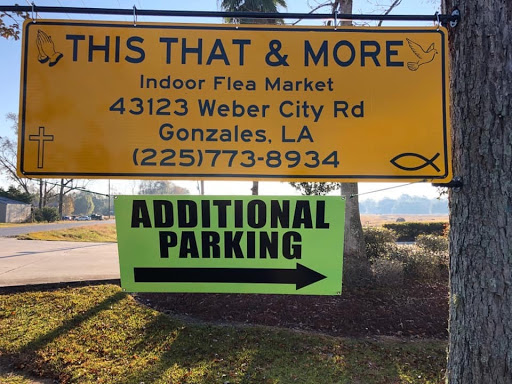 THIS THAT & MORE
Indoor Flea Market
43123 Weber City Rd
Gonzales, LA
(225)773-8934
ADDITIONAL
PARKING